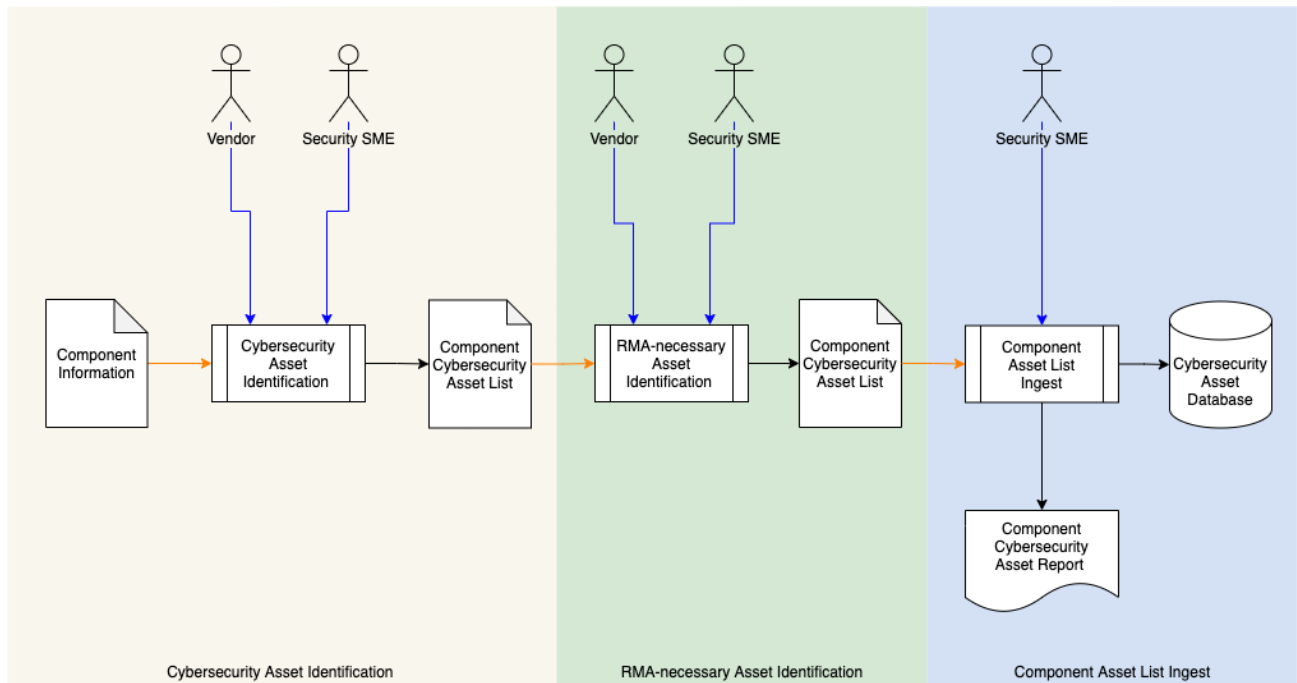 Vendor
Security SME
Vendor
Security SME
Security SME
Component
Information
Cybersecurity
Asset
Identification
Component
Cybersecurity
Asset List
RMA-necessary
Asset
Identification
Component
Cybersecurity
Asset List
Component
Asset List
Ingest
Cybersecurity
Asset
Database
Component
Cybersecurity
Asset Report
Cybersecurity Asset Identification
RMA-necessary Asset Identification
Component Asset List Ingest